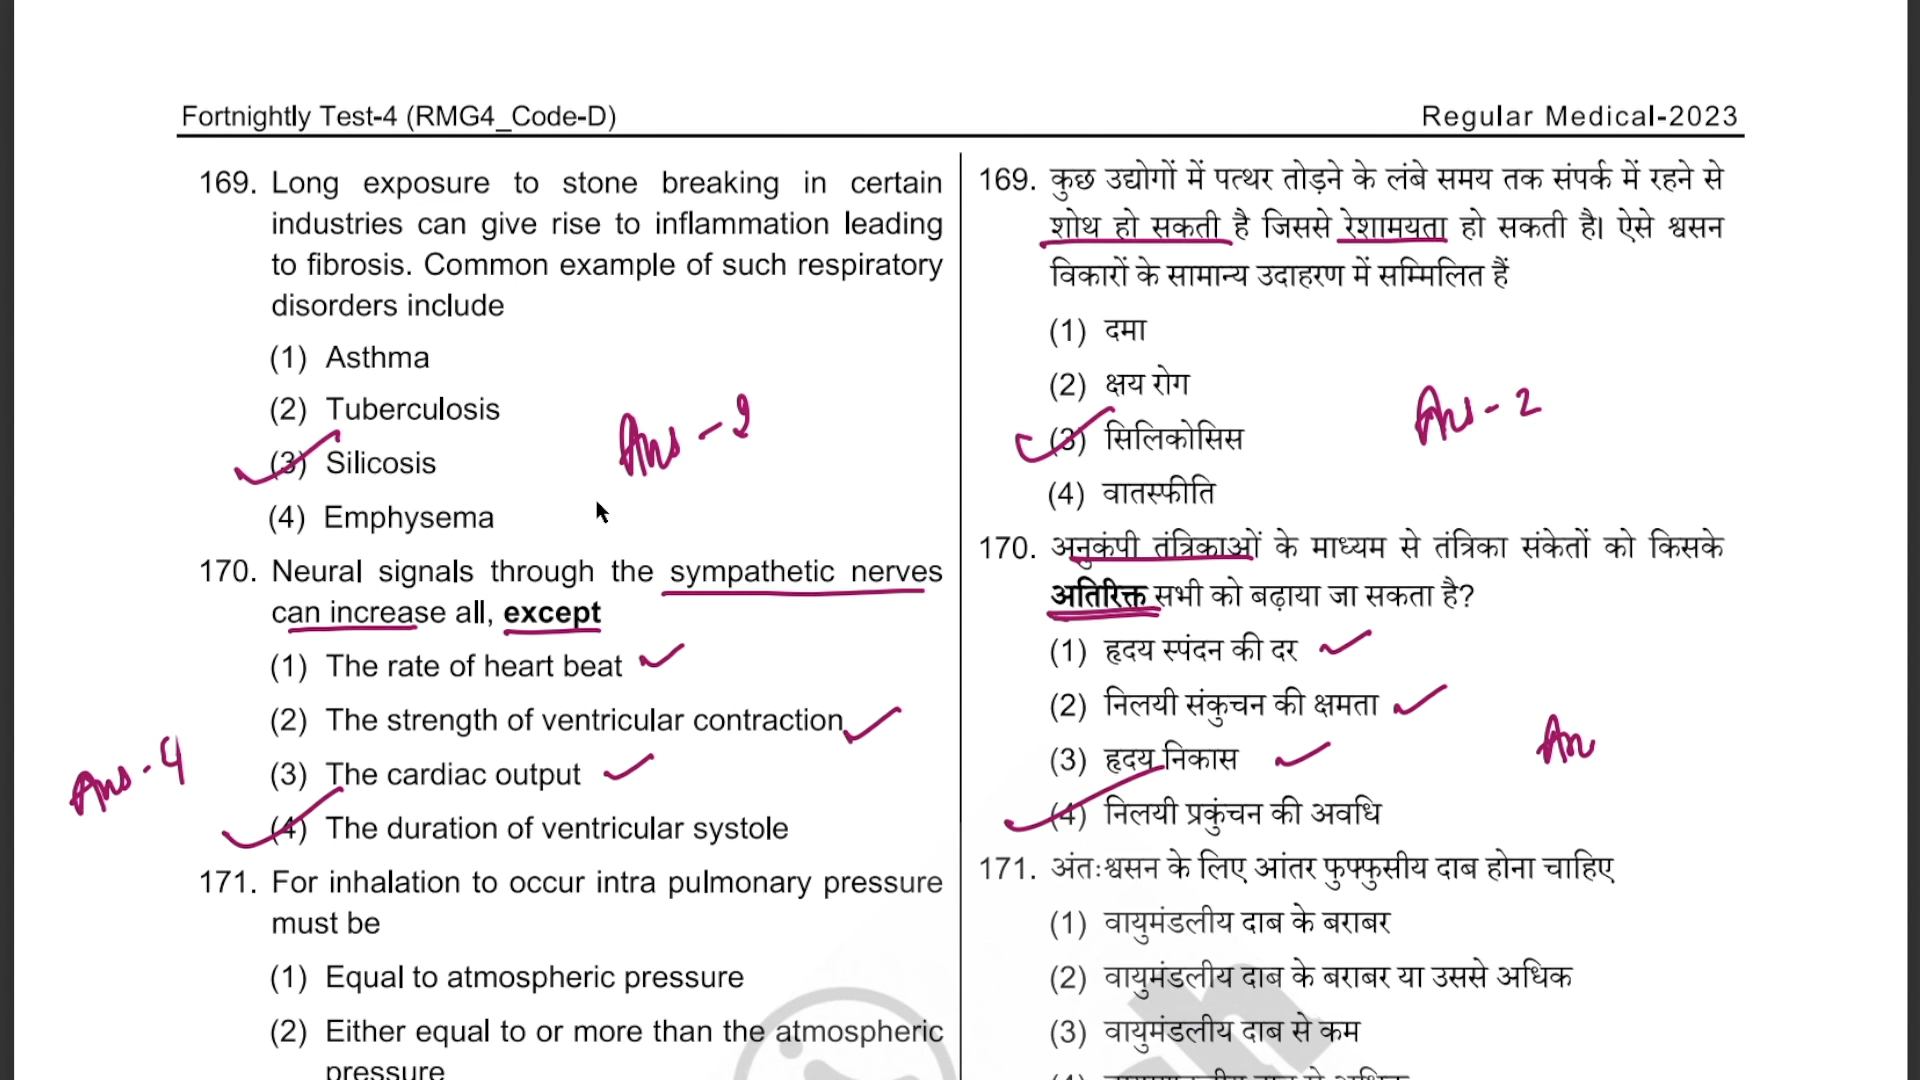 Fortnightly Test-4 (RMG4_Code-D)
Regular Medical-2023
169. Long exposure to stone breaking in certain
industries can give rise to inflammation leading
to fibrosis. Common example of such respiratory
disorders include
(1) Asthma
(2) Tuberculosis
(3) Silicosis
(4) Emphysema
Ans - 2
170. Neural signals through the sympathetic nerves
can increase all, except
(1) The rate of heart beat
(2) The strength of ventricular contraction
(3) The cardiac output
(4) The duration of ventricular systole
Ans - 4
171. For inhalation to occur intra pulmonary pressure
must be
(1) Equal to atmospheric pressure
(2) Either equal to or more than the atmospheric
pressure
169. कुछ उद्योगों में पत्थर तोड़ने के लंबे समय तक संपर्क में रहने से
शोथ हो सकती है जिससे रेशामयता हो सकती है। ऐसे श्वसन
विकारों के सामान्य उदाहरण में सम्मिलित हैं
(1) दमा
(2) क्षय रोग
(3) सिलिकोसिस
(4) वातस्फीति
Ans - 2
170. अनुकंपी तंत्रिकाओं के माध्यम से तंत्रिका संकेतों को किसके
अतिरिक्त सभी को बढ़ाया जा सकता है?
(1) हृदय स्पंदन की दर
(2) निलयी संकुचन की क्षमता
(3) हृदय निकास
(4) निलयी प्रकुंचन की अवधि
An
171. अंतःश्वसन के लिए आंतर फुफ्फुसीय दाब होना चाहिए
(1) वायुमंडलीय दाब के बराबर
(2) वायुमंडलीय दाब के बराबर या उससे अधिक
(3) वायुमंडलीय दाब से कम